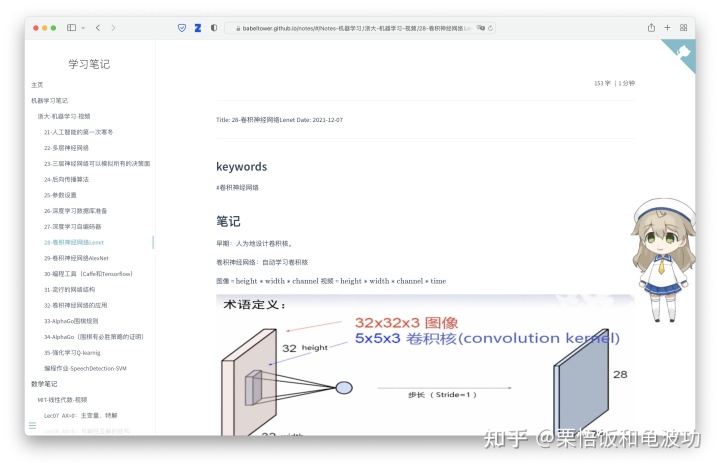 babeltower.github.io/notes/#/Notes-机器学习/浙大-机器学习-视频/28-卷积神经网络Le
学习笔记
主页
机器学习笔记
浙大-机器学习-视频
21-人工智能的第一次寒冬
22-多层神经网络
23-三层神经网络可以模拟所有的决策面
24-后向传播算法
25-参数设置
26-深度学习数据库准备
27-深度学习自编码器
28-卷积神经网络Lenet
29-卷积神经网络AlexNet
30-编程工具（Caffe和Tensorflow）
31-流行的网络结构
32-卷积神经网络的应用
33-AlphaGo围棋规则
34-AlphaGo（围棋有必胜策略的证明）
35-强化学习Q-learnig
编程作业-SpeechDetection-SVM
数学笔记
MIT-线性代数-视频
Lec07_AX=0：主变量，特解
153 字 | 1 分钟
Title: 28-卷积神经网络Lenet Date: 2021-12-07
keywords
#卷积神经网络
笔记
早期：人为地设计卷积核。
卷积神经网络：自动学习卷积核
图像 = height * width * channel 视频 = height * width * channel * time
术语定义：
32x32x3 图像
5x5x3 卷积核(convolution kernel)
32 height
28
步长（Stride=1）
32 width
知乎 @栗悟饭和龟波功